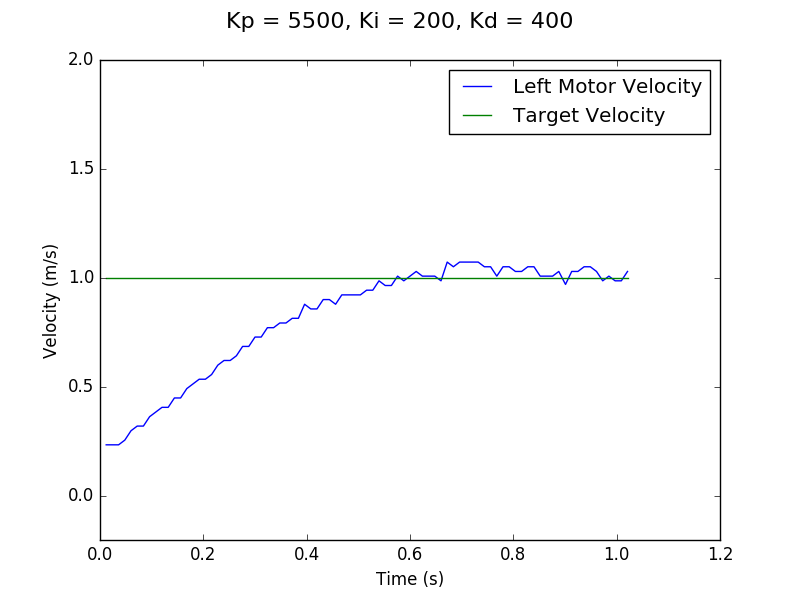 Kp = 5500, Ki = 200, Kd = 400
2.0
Left Motor Velocity
Target Velocity
1.5
1.0
Velocity (m/s)
0.5
0.0
0.0 0.2 0.4 0.6 0.8 1.0 1.2
Time (s)